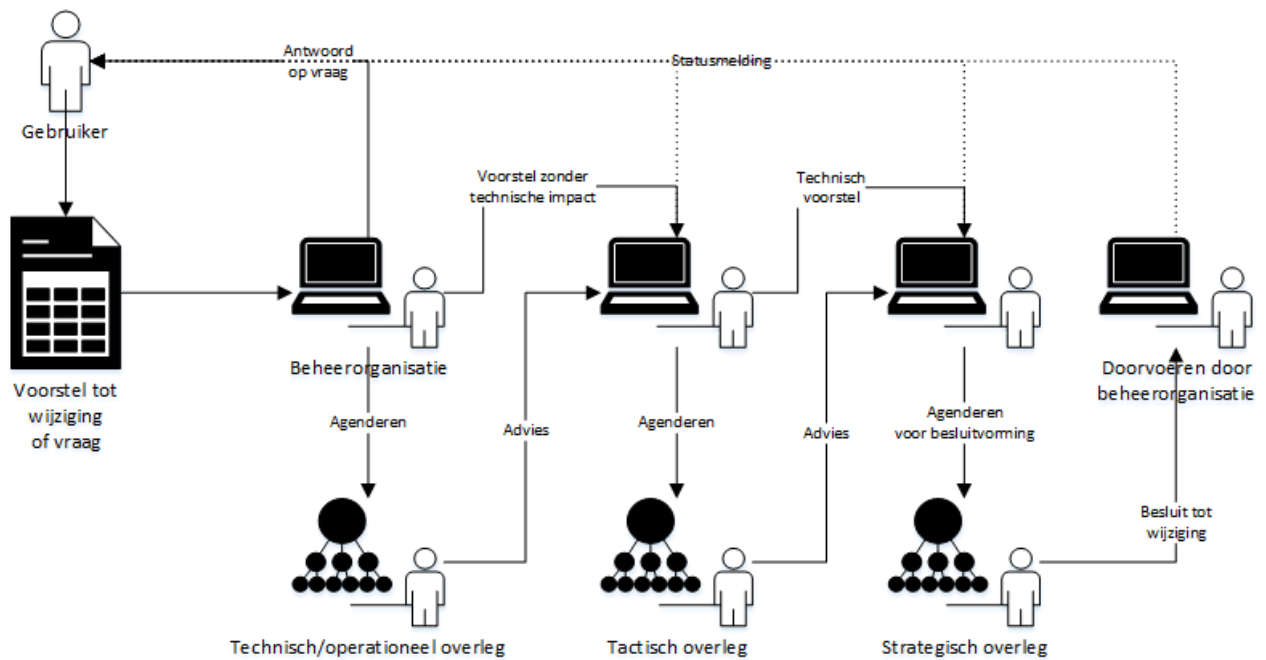 Antwoord
op vraag
Statusmelding
Gebruiker
Voorstel zonder
technische impact
Technisch
voorstel
Voorstel tot
wijziging
of vraag
Beheerorganisatie
Doorvoeren door
beheerorganisatie
Agenderen
Advies
Agenderen
Advies
Agenderen
voor besluitvorming
Besluit tot
wijziging
Technisch/operationeel overleg
Tactisch overleg
Strategisch overleg